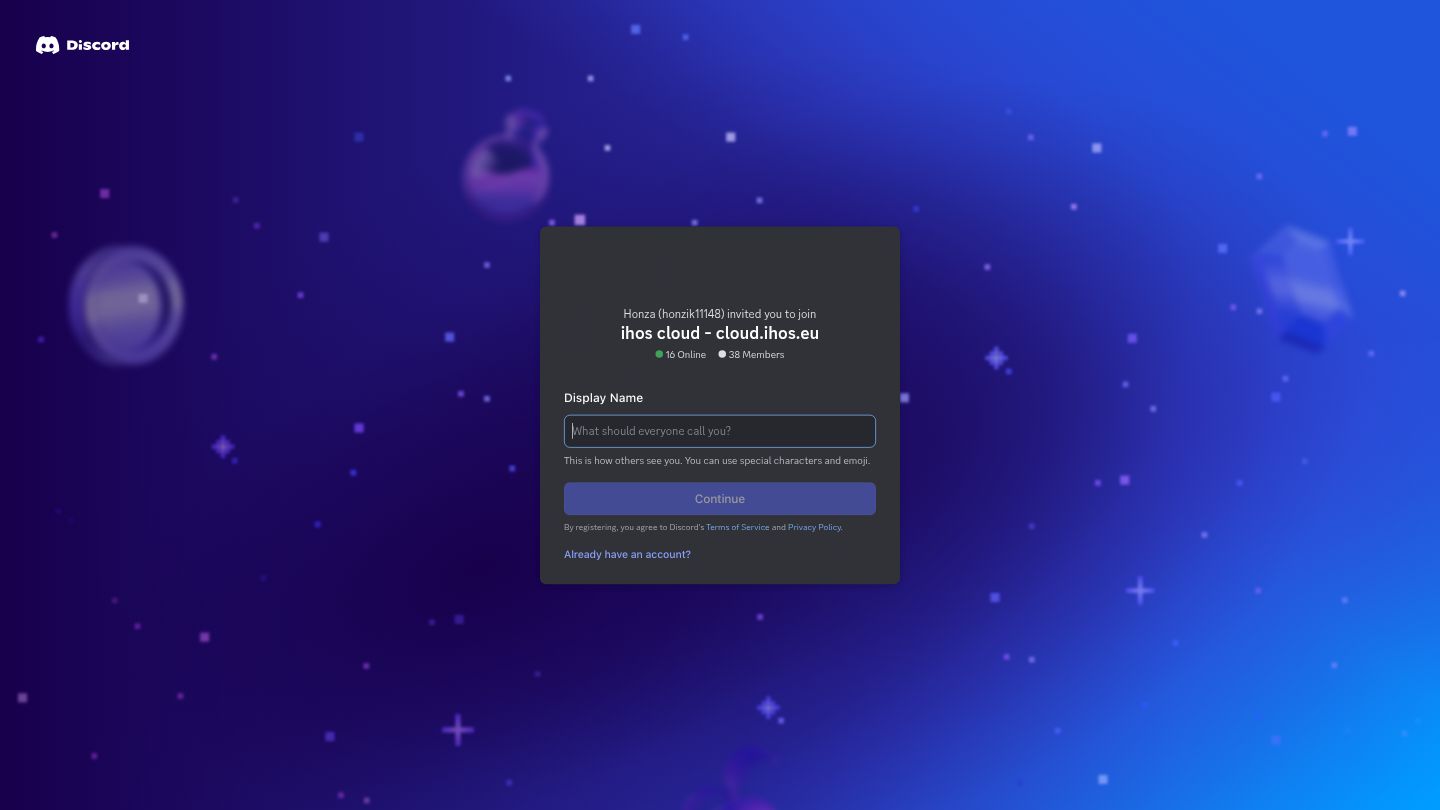 Discord
Honza (honzik11148) invited you to join
ihos cloud - cloud.ihos.eu
16 Online 38 Members
Display Name
What should everyone call you?
This is how others see you. You can use special characters and emoji.
Continue
By registering, you agree to Discord's Terms of Service and Privacy Policy.
Already have an account?